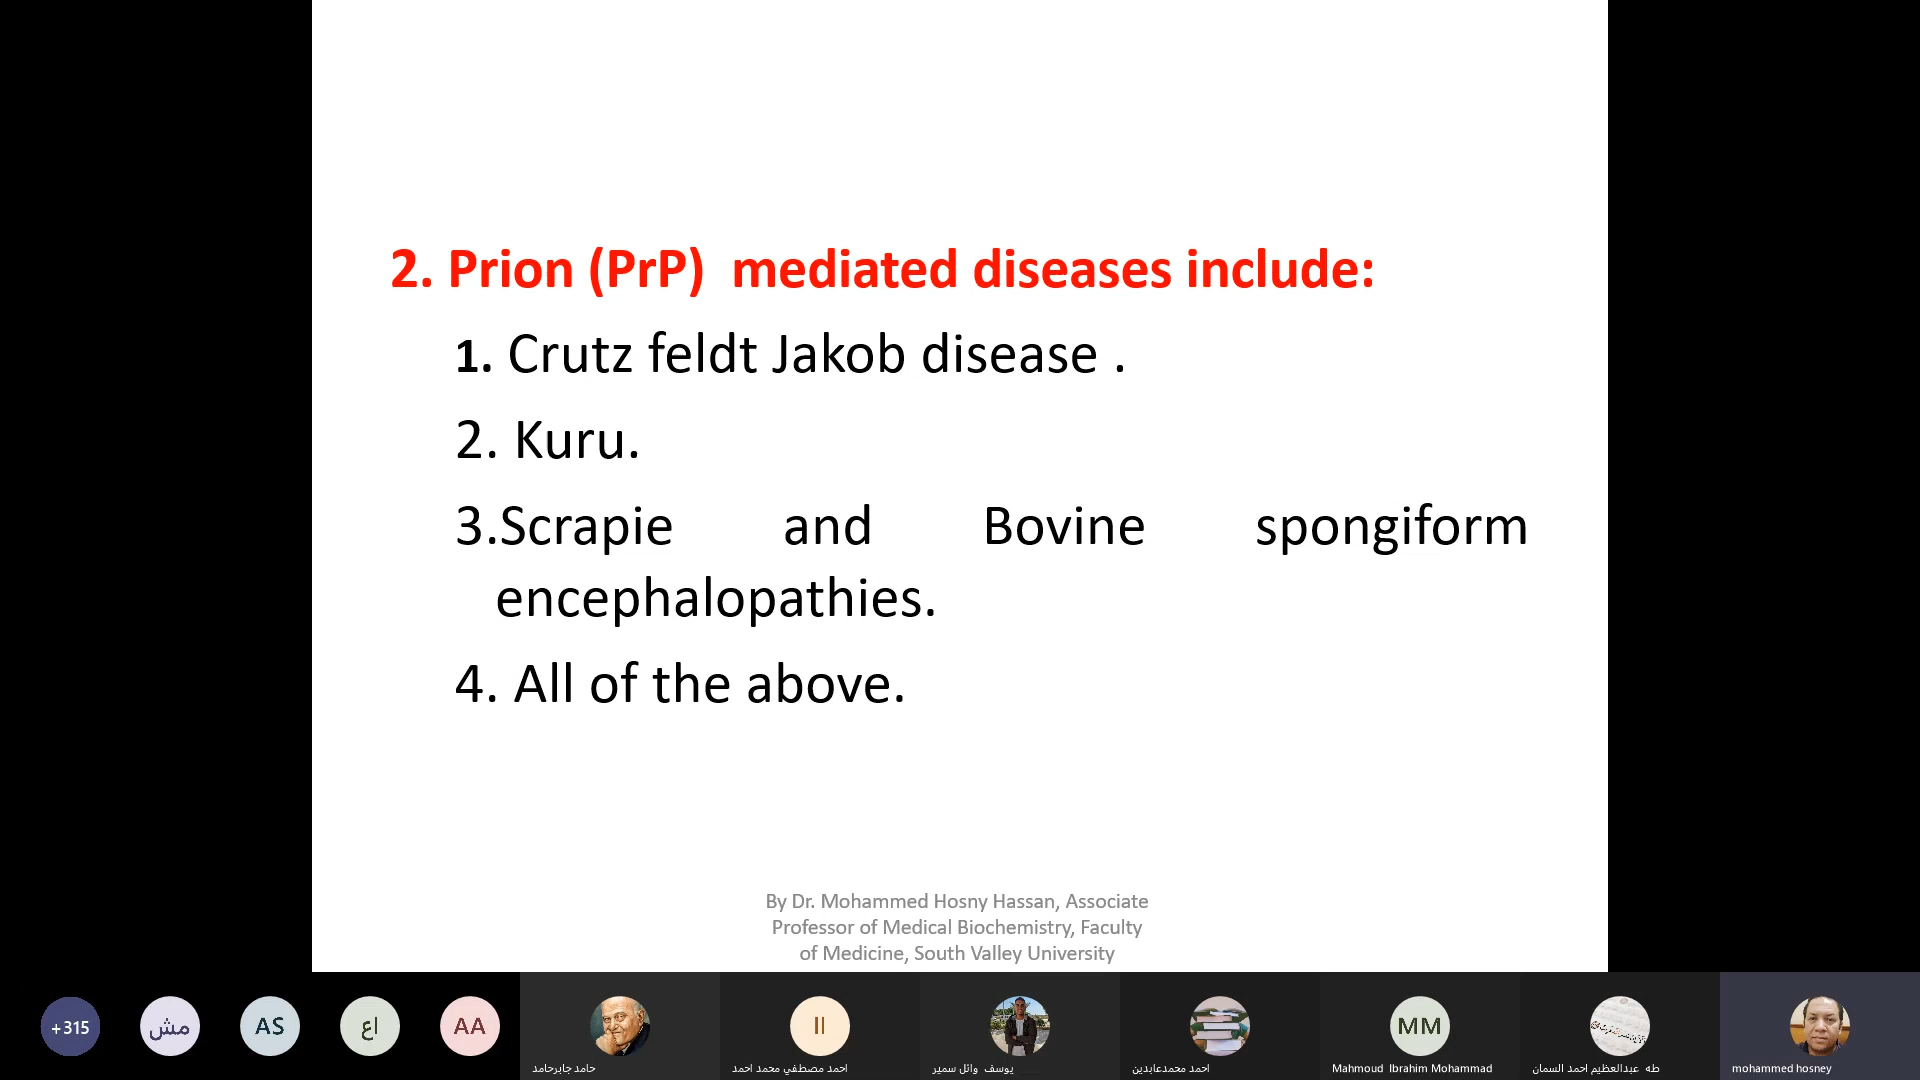 2. Prion (PrP) mediated diseases include:
1. Crutz feldt Jakob disease .
2. Kuru.
3.Scrapie and Bovine spongiform
encephalopathies.
4. All of the above.
By Dr. Mohammed Hosny Hassan, Associate
Professor of Medical Biochemistry, Faculty
of Medicine, South Valley University
+315
مش
AS
اع
AA
حامد جابرحامد
اا
احمد مصطفي محمد احمد
يوسف وائل سمير
احمد محمدعابدين
MM
Mahmoud Ibrahim Mohammad
طه عبدالعظيم احمد السمان
mohammed hosney